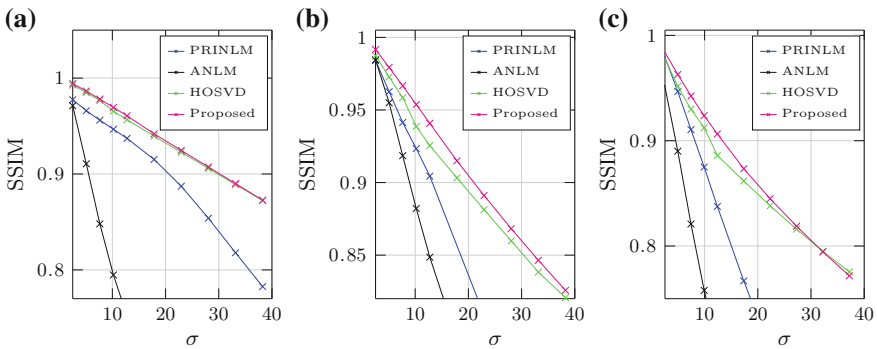 (a)
SSIM
1
0.9
0.8
10
20
30
40
σ
PRINLM
ANLM
HOSVD
Proposed
(b)
SSIM
1
0.95
0.9
0.85
10
20
30
40
σ
PRINLM
ANLM
HOSVD
Proposed
(c)
SSIM
0.9
0.8
10
20
30
40
σ
PRINLM
ANLM
HOSVD
Proposed